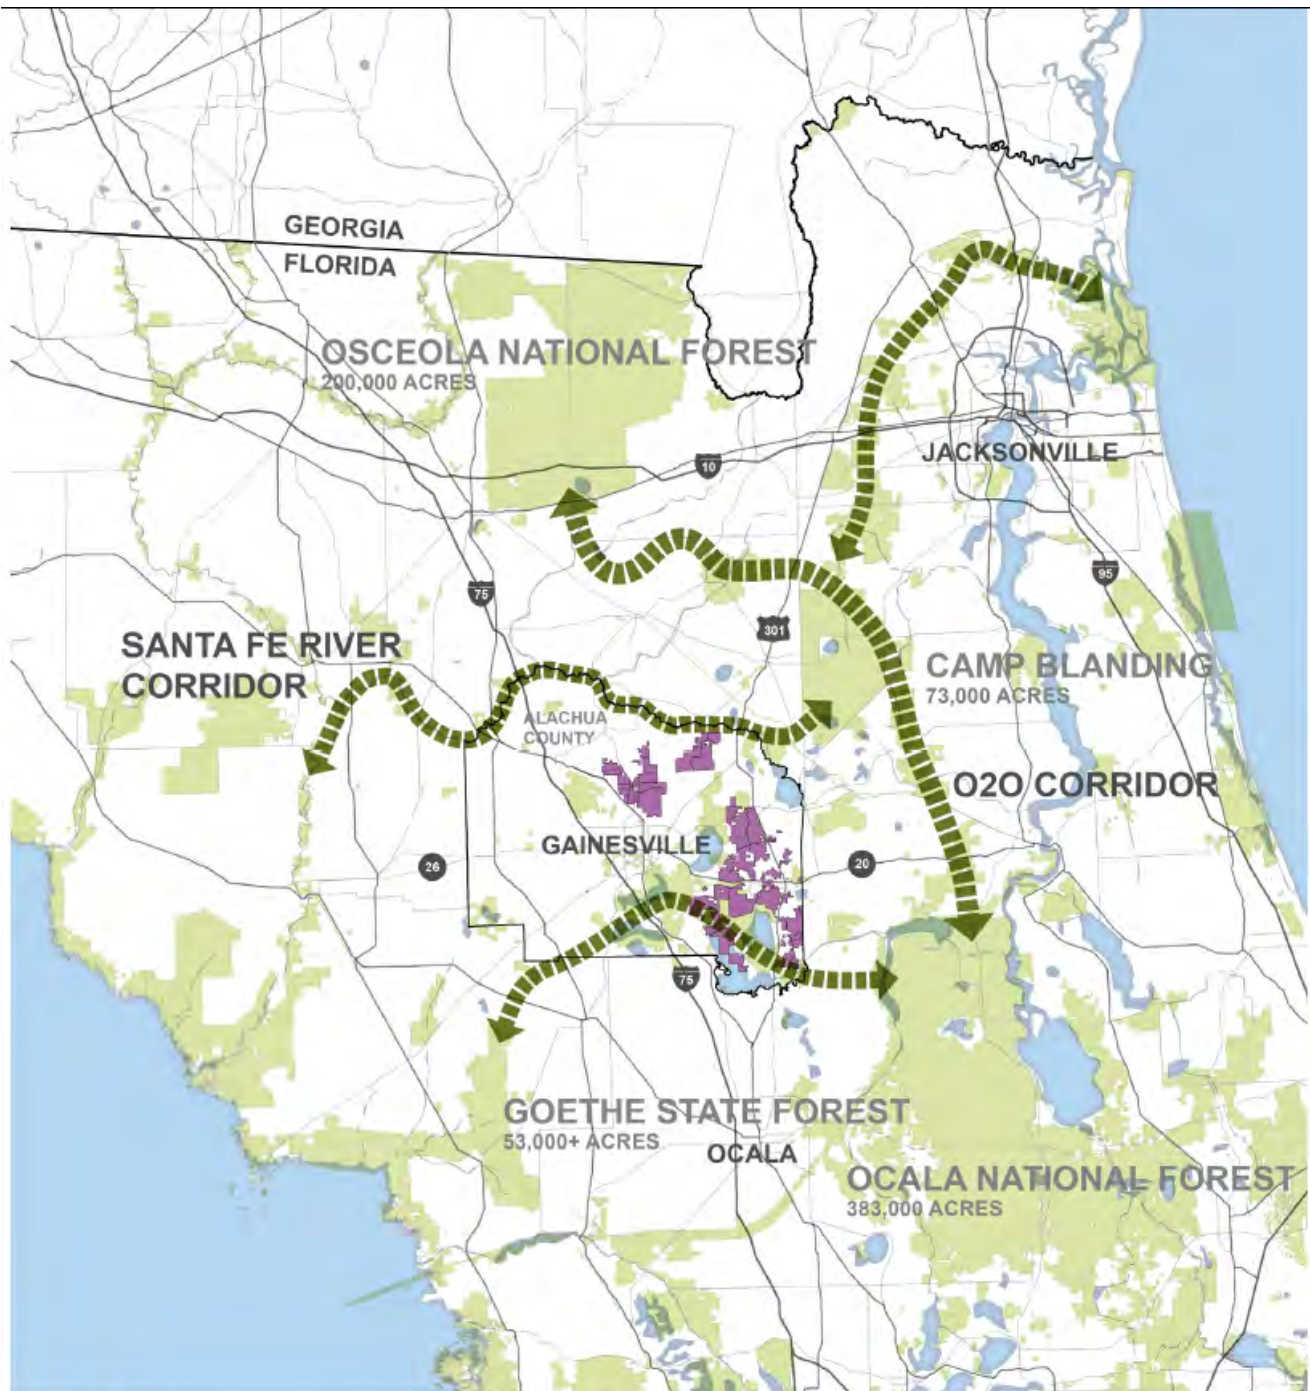 GEORGIA
FLORIDA
OSCEOLA NATIONAL FOREST
200,000 ACRES
JACKSONVILLE
10
95
75
301
SANTA FE RIVER
CORRIDOR
CAMP BLANDING
73,000 ACRES
ALACHUA
COUNTY
O2O CORRIDOR
GAINESVILLE
26
20
75
GOETHE STATE FOREST
53,000+ ACRES
OCALA
OCALA NATIONAL FOREST
383,000 ACRES